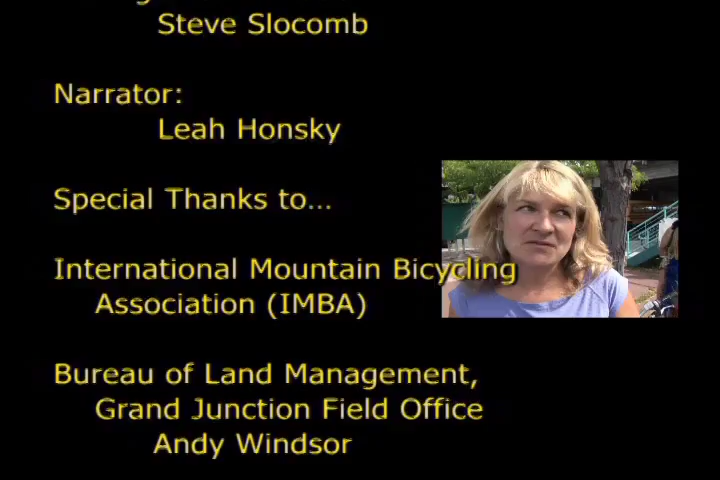 Steve Slocomb
Narrator:
Leah Honsky
Special Thanks to...
International Mountain Bicycling
Association (IMBA)
Bureau of Land Management,
Grand Junction Field Office
Andy Windsor